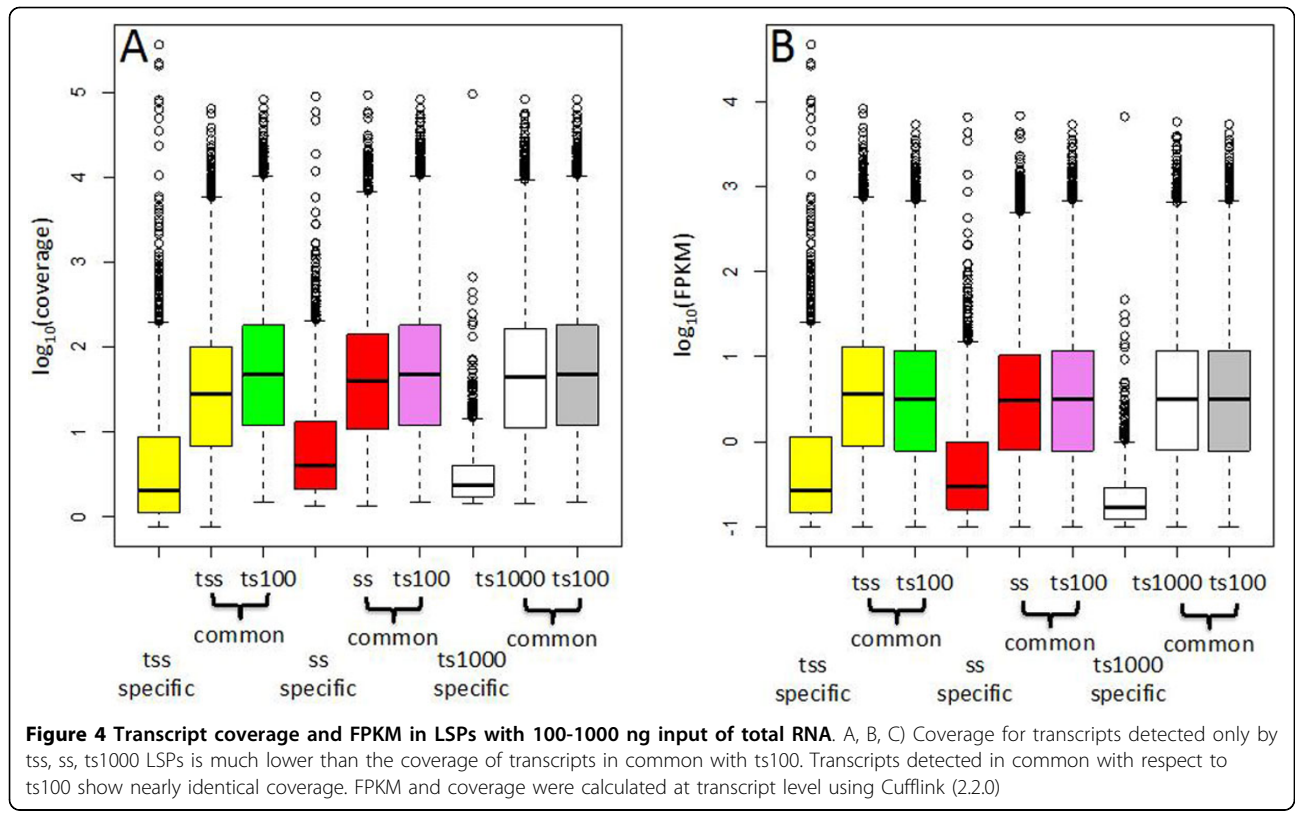 A
log10(coverage)
5
4
3
2
1
0
tss ts100 ss ts100 ts1000 ts100
common common common
tss specific
ss specific
ts1000 specific
B
log10(FPKM)
4
3
2
1
0
-1
tss ts100 ss ts100 ts1000 ts100
common common common
tss specific
ss specific
ts1000 specific
Figure 4 Transcript coverage and FPKM in LSPs with 100-1000 ng input of total RNA. A, B, C) Coverage for transcripts detected only by
tss, ss, ts1000 LSPs is much lower than the coverage of transcripts in common with ts100. Transcripts detected in common with respect to
ts100 show nearly identical coverage. FPKM and coverage were calculated at transcript level using Cufflink (2.2.0)